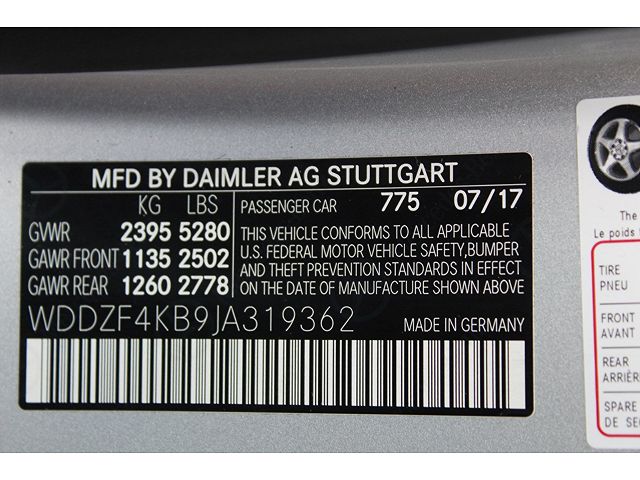 MFD BY DAIMLER AG STUTTGART
KG LBS
GVWR 2395 5280
GAWR FRONT 1135 2502
GAWR REAR 1260 2778
PASSENGER CAR 775 07/17
THIS VEHICLE CONFORMS TO ALL APPLICABLE
U.S. FEDERAL MOTOR VEHICLE SAFETY,BUMPER
AND THEFT PREVENTION STANDARDS IN EFFECT
ON THE DATE OF MANUFACTURE SHOWN ABOVE
WDDZF4KB9JA319362 MADE IN GERMANY
The
Le poids
TIRE
PNEU
FRONT
AVANT
REAR
ARRIÈR
SPARE
DE SE